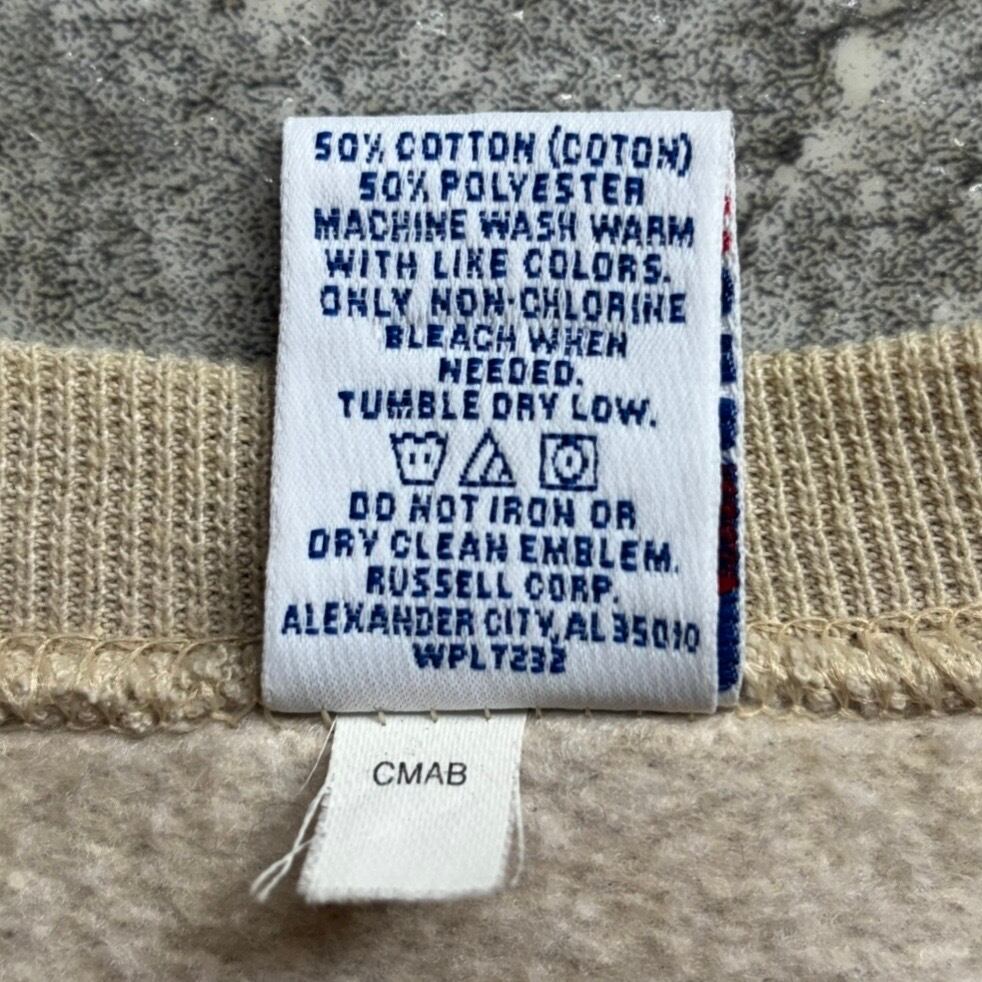 50% COTTON (COTON)
50% POLYESTER
MACHINE WASH WARM
WITH LIKE COLORS.
ONLY NON-CHLORINE
BLEACH WHEN
NEEDED.
TUMBLE DRY LOW.
DO NOT IRON OR
DRY CLEAN EMBLEM.
RUSSELL CORP.
ALEXANDER CITY, AL 35010
WPLT232
CMAB